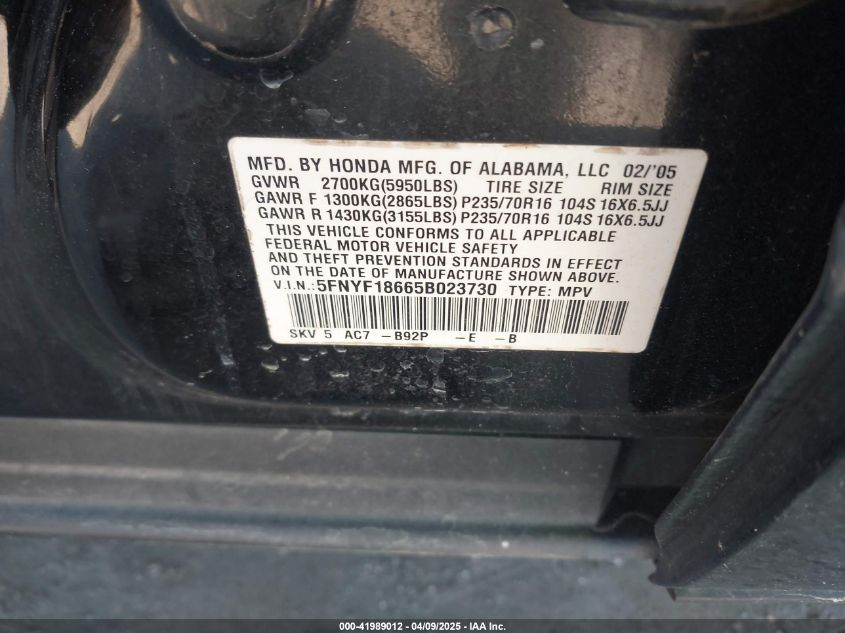 MFD. BY HONDA MFG. OF ALABAMA, LLC 02/'05
GVWR 2700KG(5950LBS) TIRE SIZE RIM SIZE
GAWR F 1300KG(2865LBS) P235/70R16 104S 16X6.5JJ
GAWR R 1430KG(3155LBS) P235/70R16 104S 16X6.5JJ
THIS VEHICLE CONFORMS TO ALL APPLICABLE
FEDERAL MOTOR VEHICLE SAFETY
AND THEFT PREVENTION STANDARDS IN EFFECT
ON THE DATE OF MANUFACTURE SHOWN ABOVE.
V.I.N.: 5FNYF18665B023730 TYPE: MPV
SKV 5 AC7 -B92P -E -B
000-41989012 - 04/09/2025 - IAA Inc.